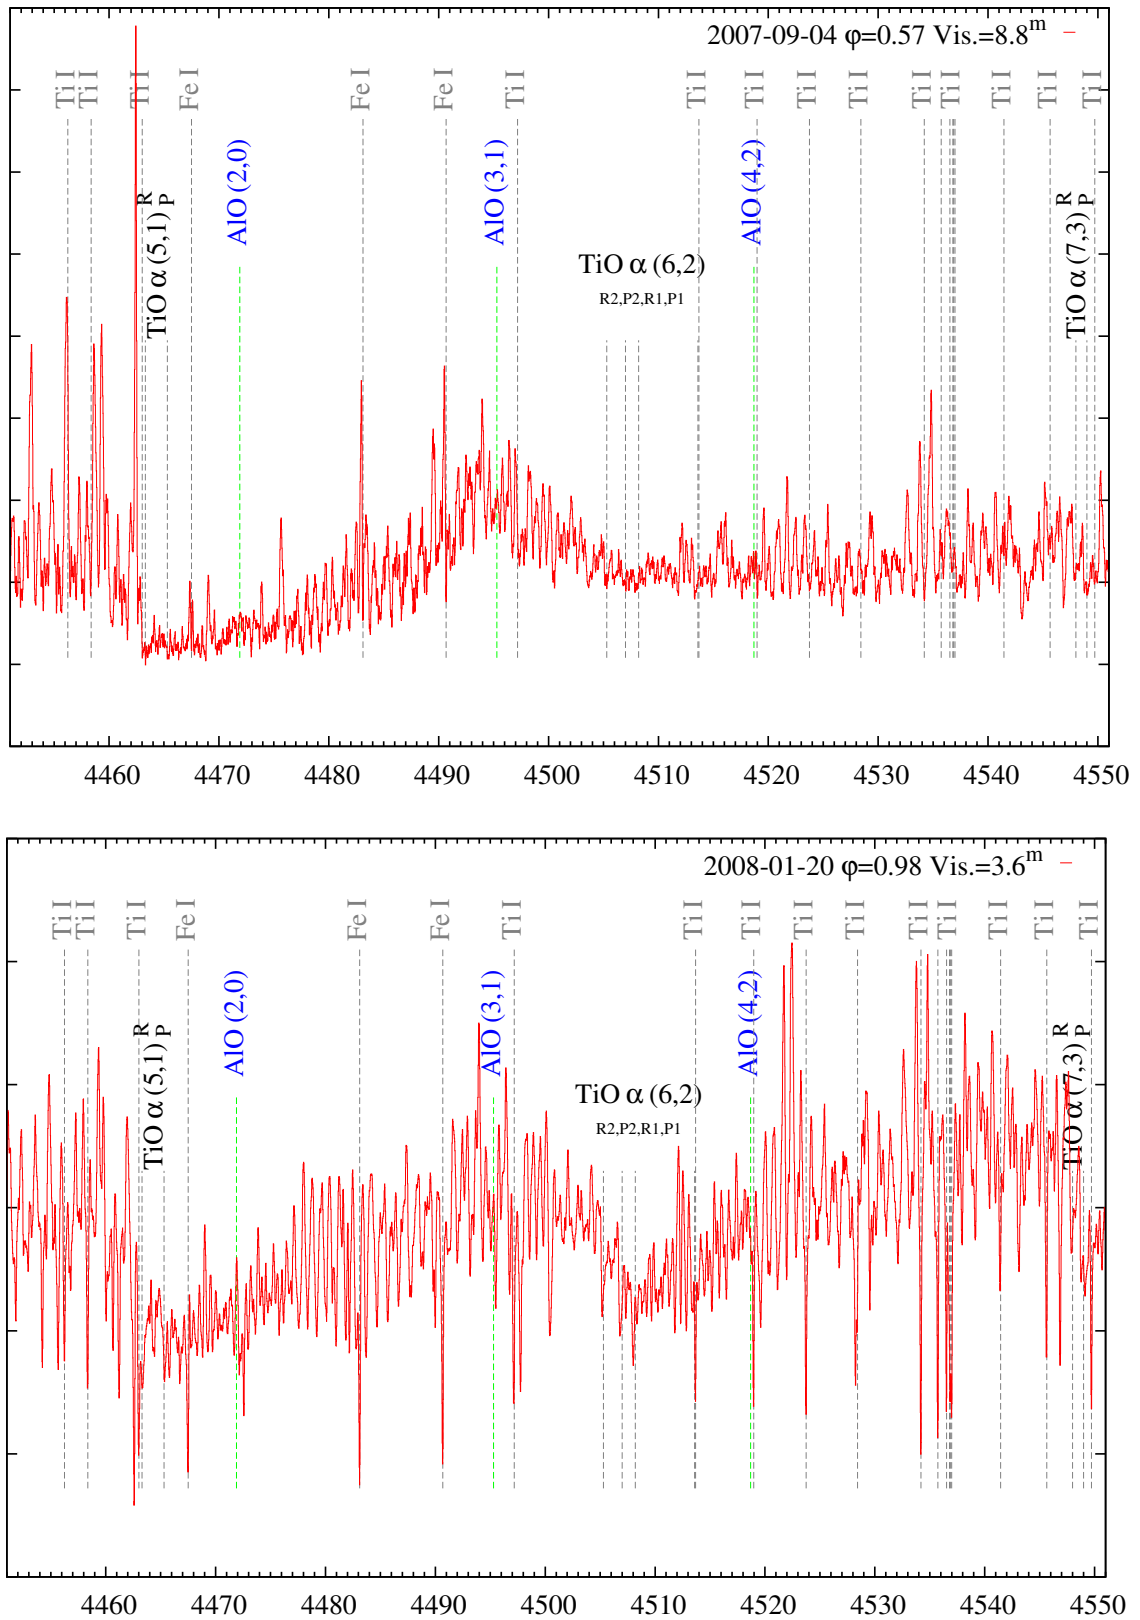 2007-09-04 φ=0.57 Vis.=8.8m
Ti I Ti I Ti I Fe I Fe I Fe I Ti I Ti I Ti I Ti I Ti I Ti I Ti I Ti I Ti I Ti I
AlO (2,0) AlO (3,1) AlO (4,2)
TiO α (5,1) R P
TiO α (6,2)
R2,P2,R1,P1
TiO α (7,3) R P
4460 4470 4480 4490 4500 4510 4520 4530 4540 4550
2008-01-20 φ=0.98 Vis.=3.6m
Ti I Ti I Ti I Fe I Fe I Fe I Ti I Ti I Ti I Ti I Ti I Ti I Ti I Ti I Ti I Ti I
AlO (2,0) AlO (3,1) AlO (4,2)
TiO α (5,1) R P
TiO α (6,2)
R2,P2,R1,P1
TiO α (7,3) R P
4460 4470 4480 4490 4500 4510 4520 4530 4540 4550